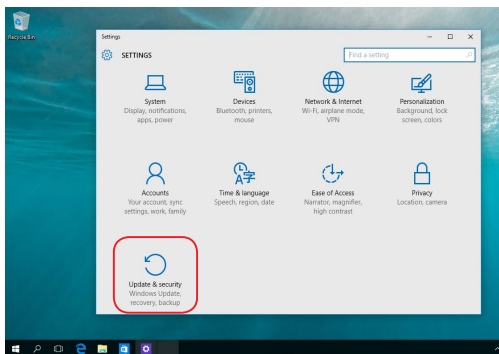 Recycle Bin
Settings
SETTINGS
Find a setting
System
Display, notifications,
apps, power
Devices
Bluetooth, printers,
mouse
Network & Internet
Wi-Fi, airplane mode,
VPN
Personalization
Background, lock
screen, colors
Accounts
Your account, sync
settings, work, family
Time & language
Speech, region, date
Ease of Access
Narrator, magnifier,
high contrast
Privacy
Location, camera
Update & security
Windows Update,
recovery, backup